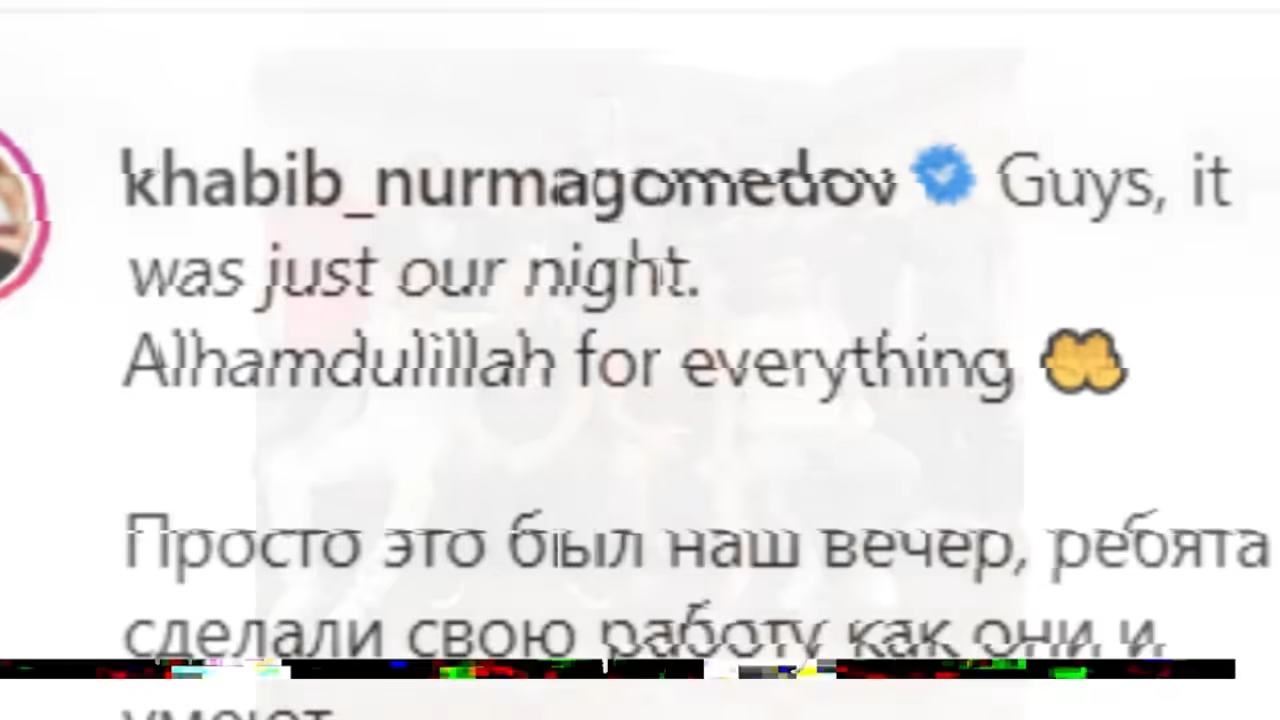 khabib_nurmagomedov Guys, it
was just our night.
Alhamdulillah for everything 🤲
Просто это был наш вечер, ребята
сделали свою работу как они и
умеют